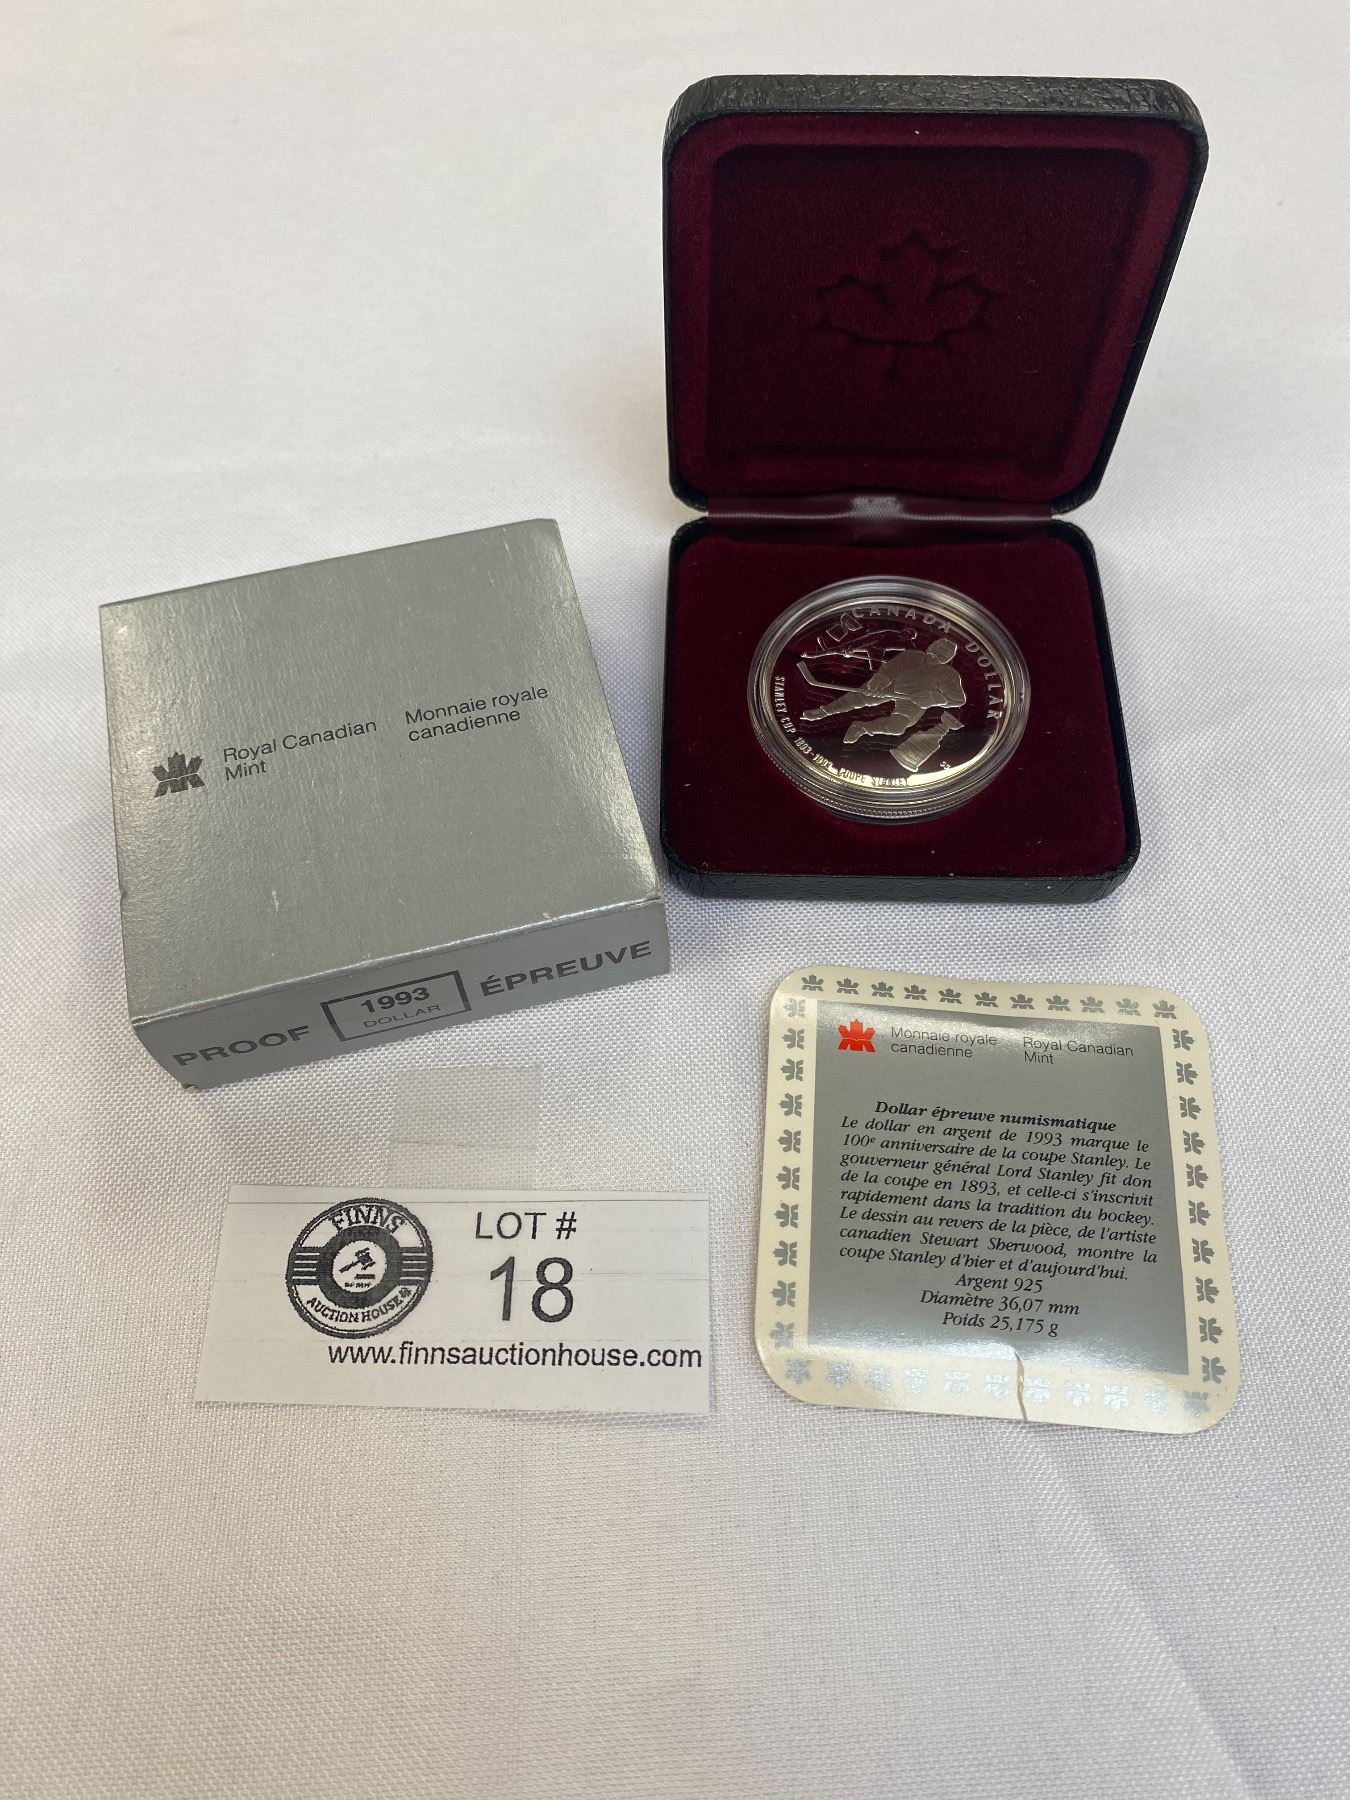 CANADA DOLLAR
STANLEY CUP 1893-1993 COUPE STANLEY
SS
Royal Canadian
Mint
Monnaie royale
canadienne
PROOF
1993
DOLLAR
ÉPREUVE
Monnaie royale
canadienne
Royal Canadian
Mint
Dollar épreuve numismatique
Le dollar en argent de 1993 marque le
100e anniversaire de la coupe Stanley. Le
gouverneur général Lord Stanley fit don
de la coupe en 1893, et celle-ci s'inscrivit
rapidement dans la tradition du hockey.
Le dessin au revers de la pièce, de l'artiste
canadien Stewart Sherwood, montre la
coupe Stanley d'hier et d'aujourd'hui.
Argent 925
Diamètre 36,07 mm
Poids 25,175 g
FINNS
AUCTION HOUSE
LOT #
18
www.finnsauctionhouse.com